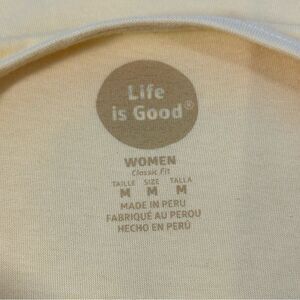 Life
is Good®
WOMEN
Classic Fit
TAILLE SIZE TALLA
M M M
MADE IN PERU
FABRIQUÉ AU PEROU
HECHO EN PERÚ